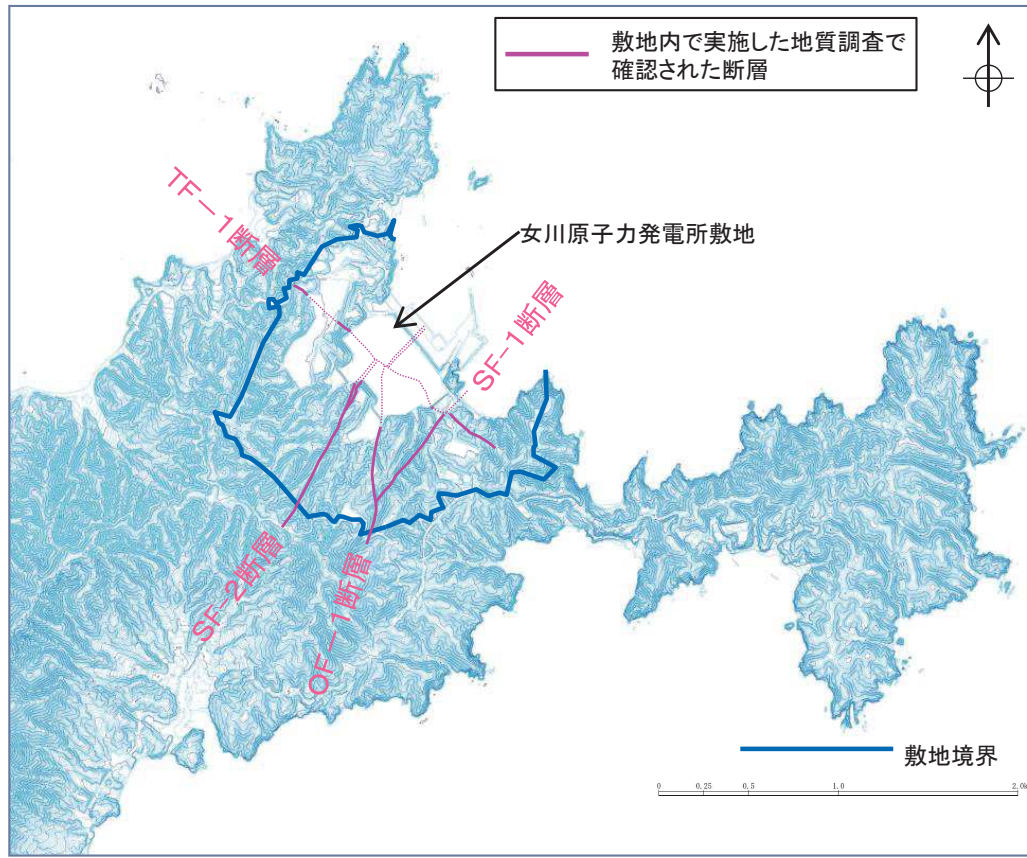 敷地内で実施した地質調査で
確認された断層
TF－1断層
女川原子力発電所敷地
SF-1断層
SF-2断層
OF－1断層
敷地境界
0 0.25 0.5 1.0 2.0k